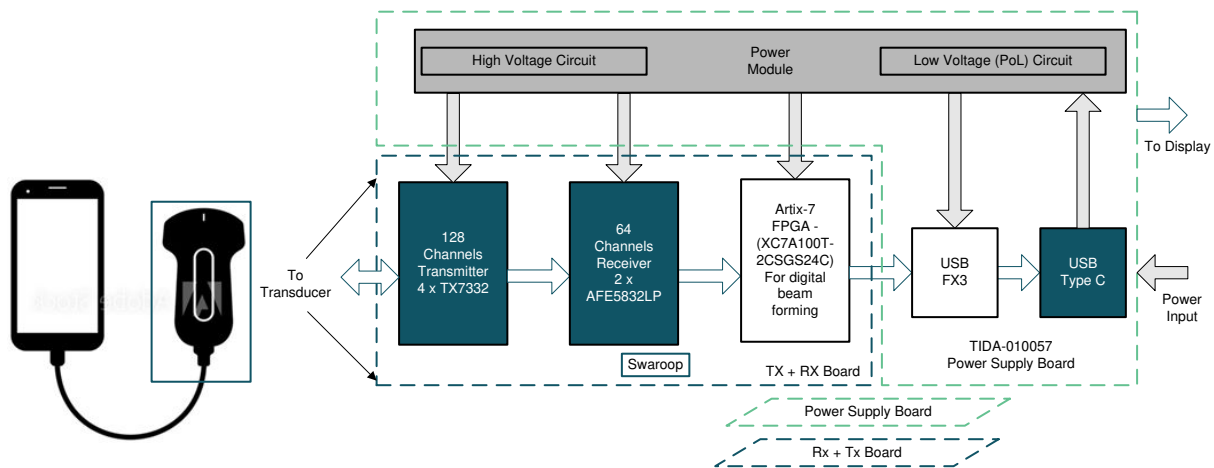 High Voltage Circuit
Power
Module
Low Voltage (PoL) Circuit
To Display
128
Channels
Transmitter
4 x TX7332
64
Channels
Receiver
2 x
AFE5832LP
Artix-7
FPGA -
(XC7A100T-
2CSGS24C)
For digital
beam
forming
To
Transducer
USB
FX3
USB
Type C
Power
Input
Swaroop
TX + RX Board
TIDA-010057
Power Supply Board
Power Supply Board
Rx + Tx Board